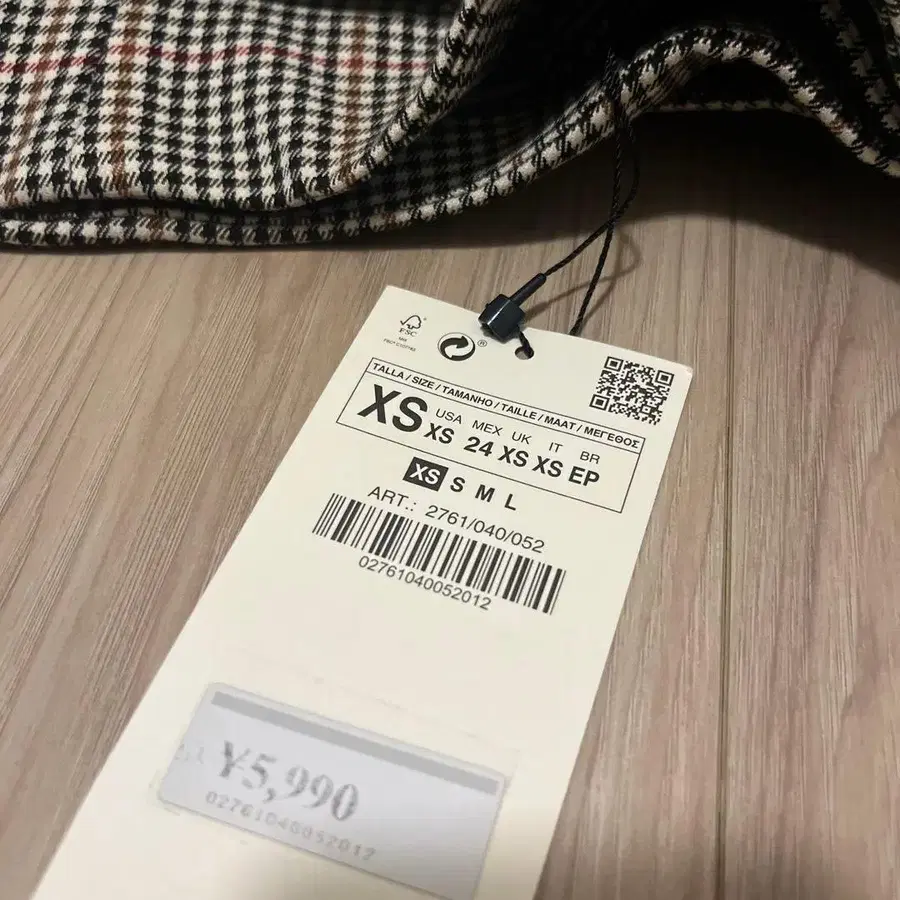 FSC
®
TALLA / SIZE / TAMANHO / TAILLE / MAAT / ΜΕΓΕΘΟΣ
XS USA MEX UK IT BR
XS 24 XS XS EP
XS S M L
ART.: 2761/040/052
02761040052012
¥5,990
02761040052012